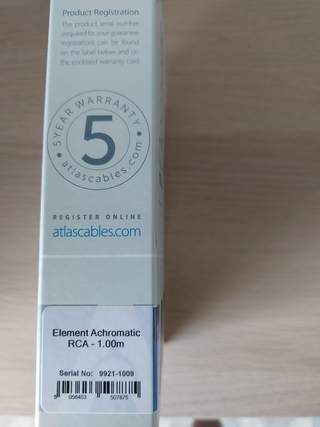 Product Registration
The product serial number
(required for your guarantee
registration) can be found
on the label below and on
the enclosed warranty card.
5 YEAR WARRANTY
5
atlascables.com
REGISTER ONLINE
atlascables.com
Element Achromatic
RCA - 1.00m
Serial No: 9921-1009
5 056453 507875